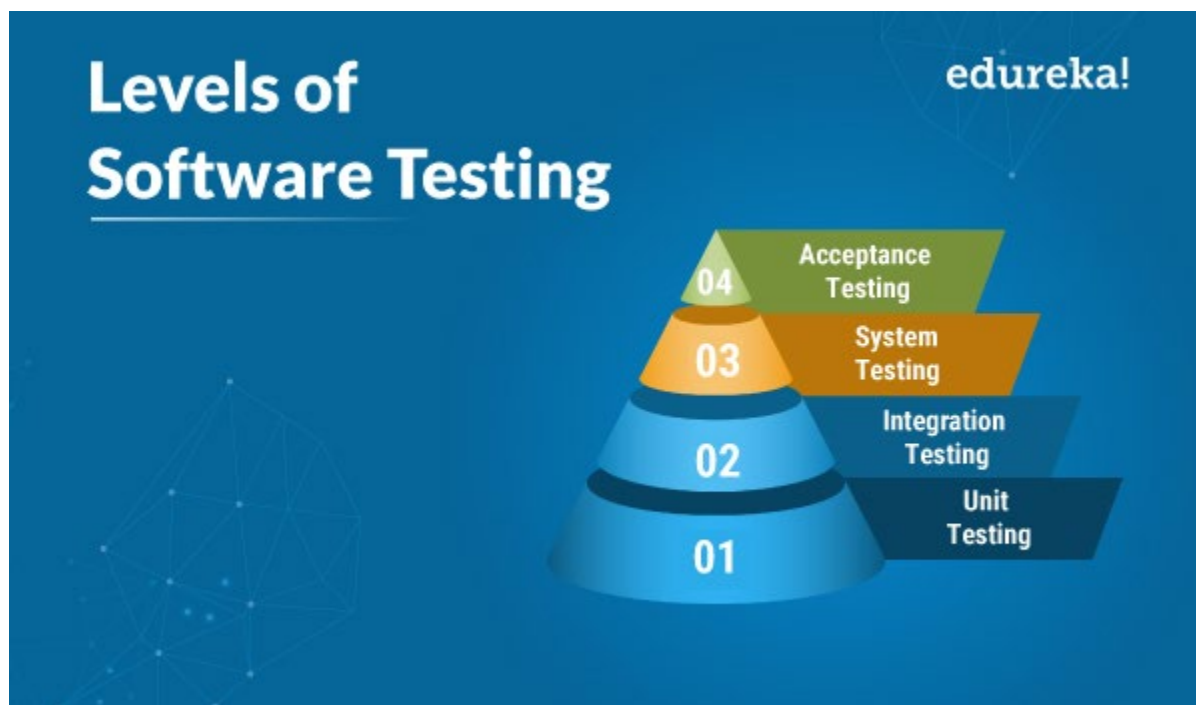 Levels of
Software Testing
edureka!
04
Acceptance
Testing
03
System
Testing
02
Integration
Testing
01
Unit
Testing